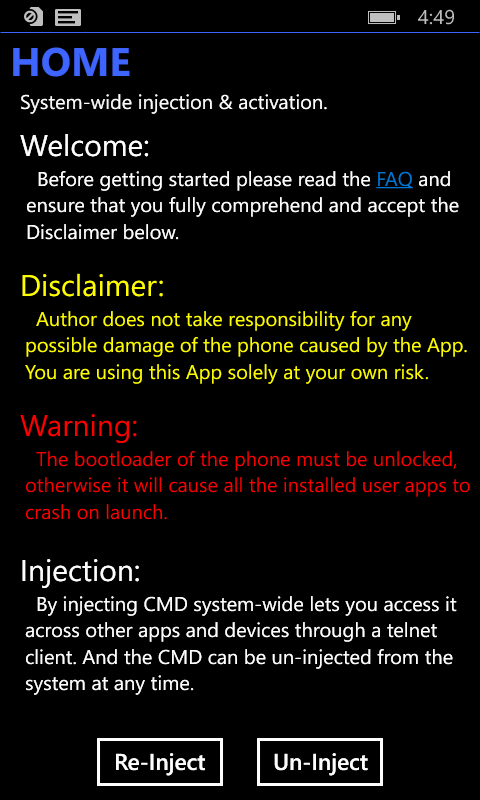 4:49
HOME
System-wide injection & activation.
Welcome:
Before getting started please read the FAQ and
ensure that you fully comprehend and accept the
Disclaimer below.
Disclaimer:
Author does not take responsibility for any
possible damage of the phone caused by the App.
You are using this App solely at your own risk.
Warning:
The bootloader of the phone must be unlocked,
otherwise it will cause all the installed user apps to
crash on launch.
Injection:
By injecting CMD system-wide lets you access it
across other apps and devices through a telnet
client. And the CMD can be un-injected from the
system at any time.
Re-Inject Un-Inject